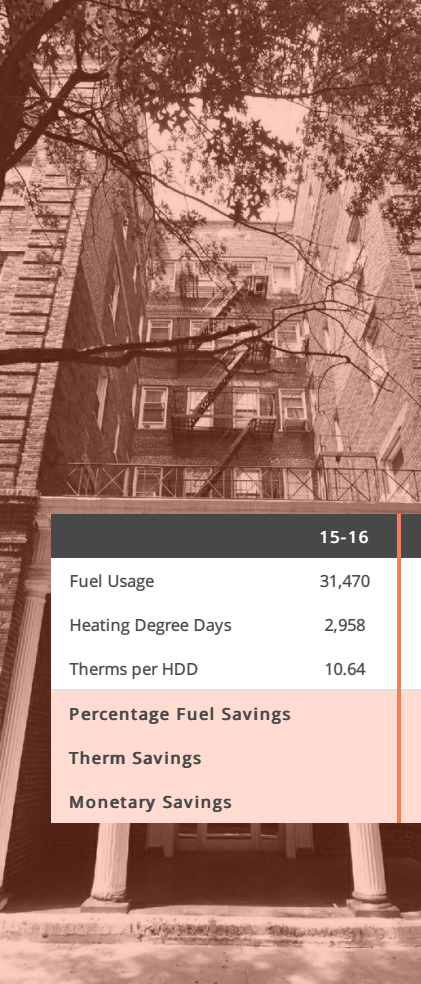 15-16
Fuel Usage 31,470
Heating Degree Days 2,958
Therms per HDD 10.64
Percentage Fuel Savings
Therm Savings
Monetary Savings